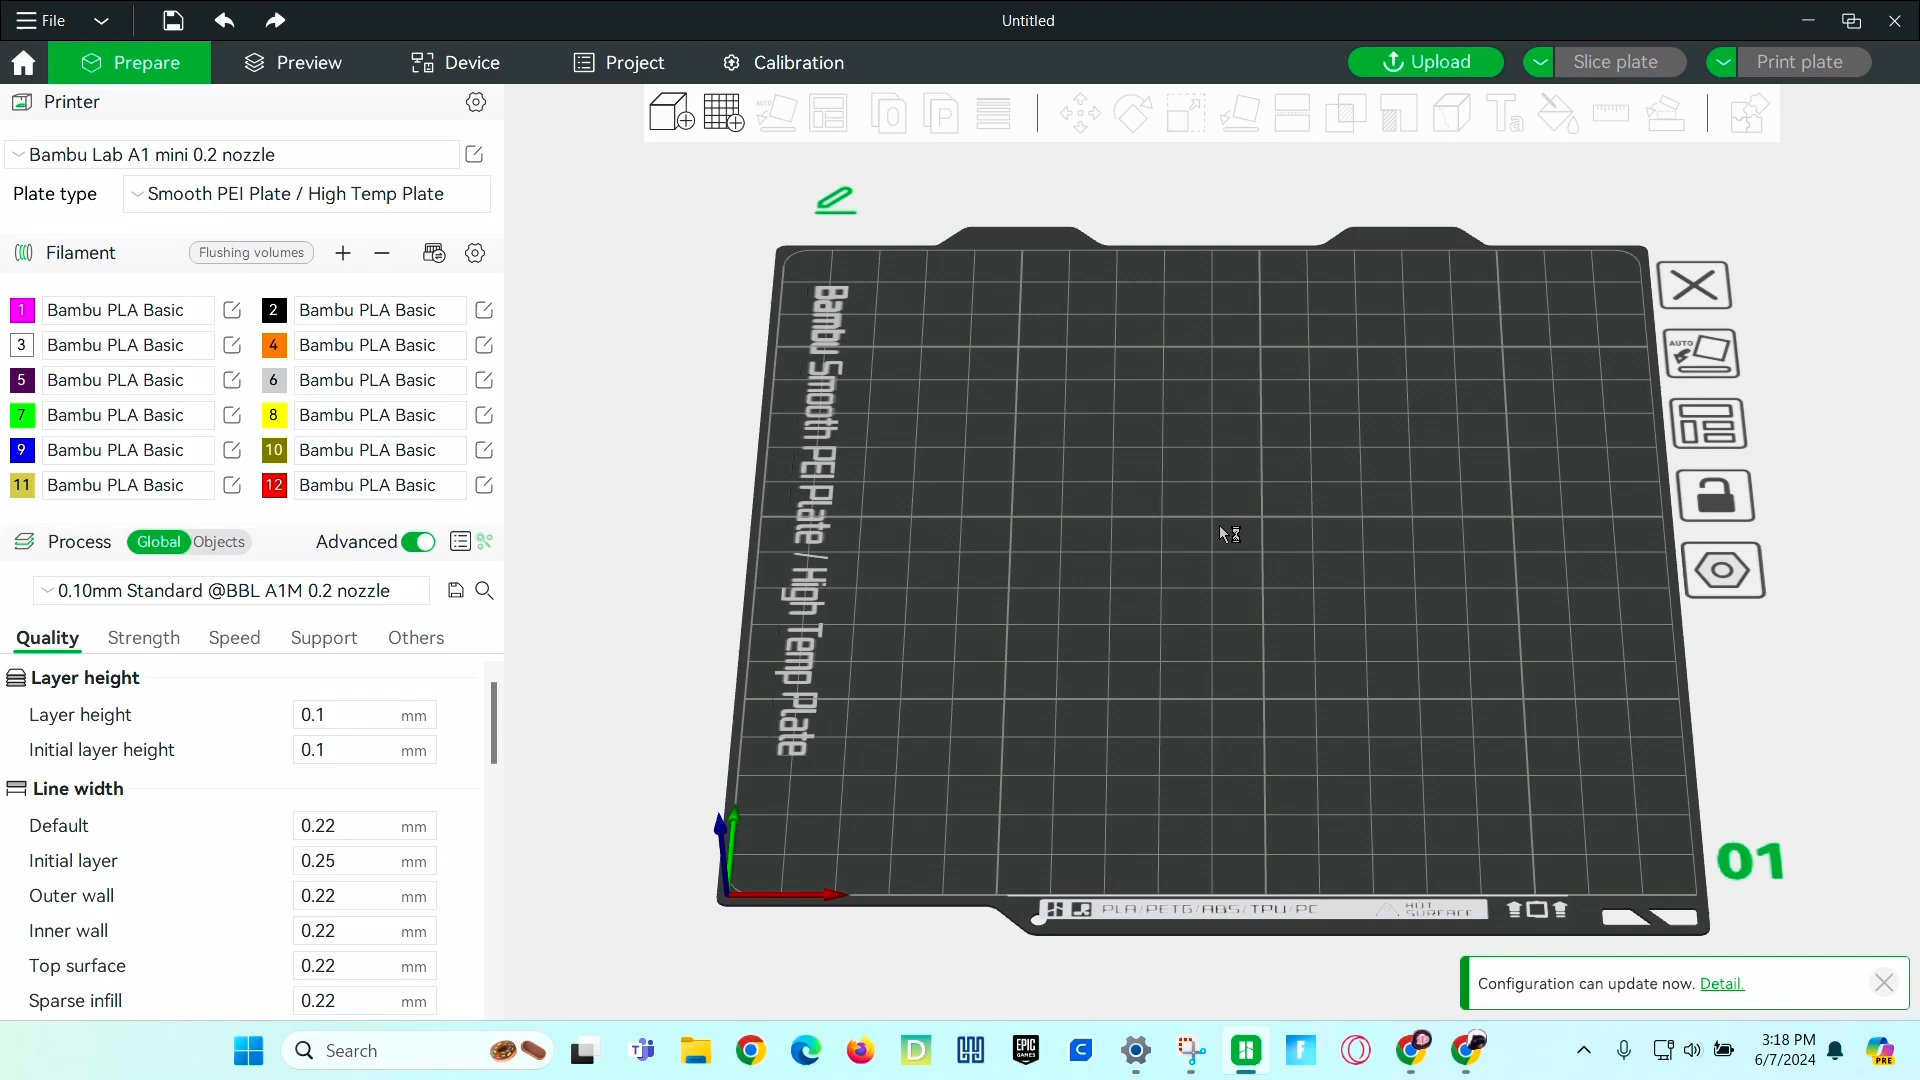 File
Untitled
Prepare
Preview
Device
Project
Calibration
Upload
Slice plate
Print plate
Printer
Bambu Lab A1 mini 0.2 nozzle
Plate type
Smooth PEI Plate / High Temp Plate
Filament
Flushing volumes
1 Bambu PLA Basic
2 Bambu PLA Basic
3 Bambu PLA Basic
4 Bambu PLA Basic
5 Bambu PLA Basic
6 Bambu PLA Basic
7 Bambu PLA Basic
8 Bambu PLA Basic
9 Bambu PLA Basic
10 Bambu PLA Basic
11 Bambu PLA Basic
12 Bambu PLA Basic
Process
Global
Objects
Advanced
0.10mm Standard @BBL A1M 0.2 nozzle
Quality
Strength
Speed
Support
Others
Layer height
Layer height 0.1 mm
Initial layer height 0.1 mm
Line width
Default 0.22 mm
Initial layer 0.25 mm
Outer wall 0.22 mm
Inner wall 0.22 mm
Top surface 0.22 mm
Sparse infill 0.22 mm
Bambu Smooth PEI Plate / High Temp Plate
AUTO
01
PLA/PETG/ABS/TPU/PC
HOT
SURFACE
Configuration can update now. Detail.
Search
EPIC
GAMES
3:18 PM
6/7/2024
PRE